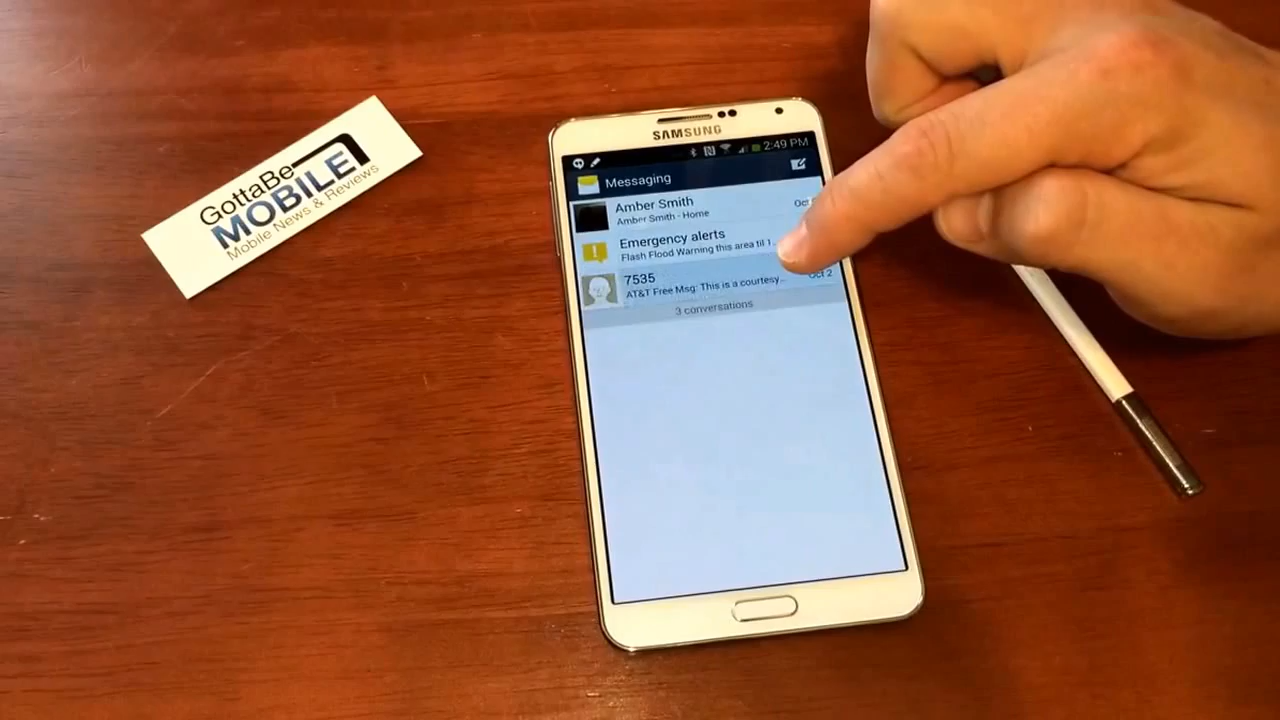 GottaBe
MOBILE
Mobile News & Reviews
SAMSUNG
2:49 PM
Messaging
Amber Smith
Amber Smith - Home
Oct
Emergency alerts
Flash Flood Warning this area til 1...
7535
AT&T Free Msg: This is a courtesy...
Oct 2
3 conversations